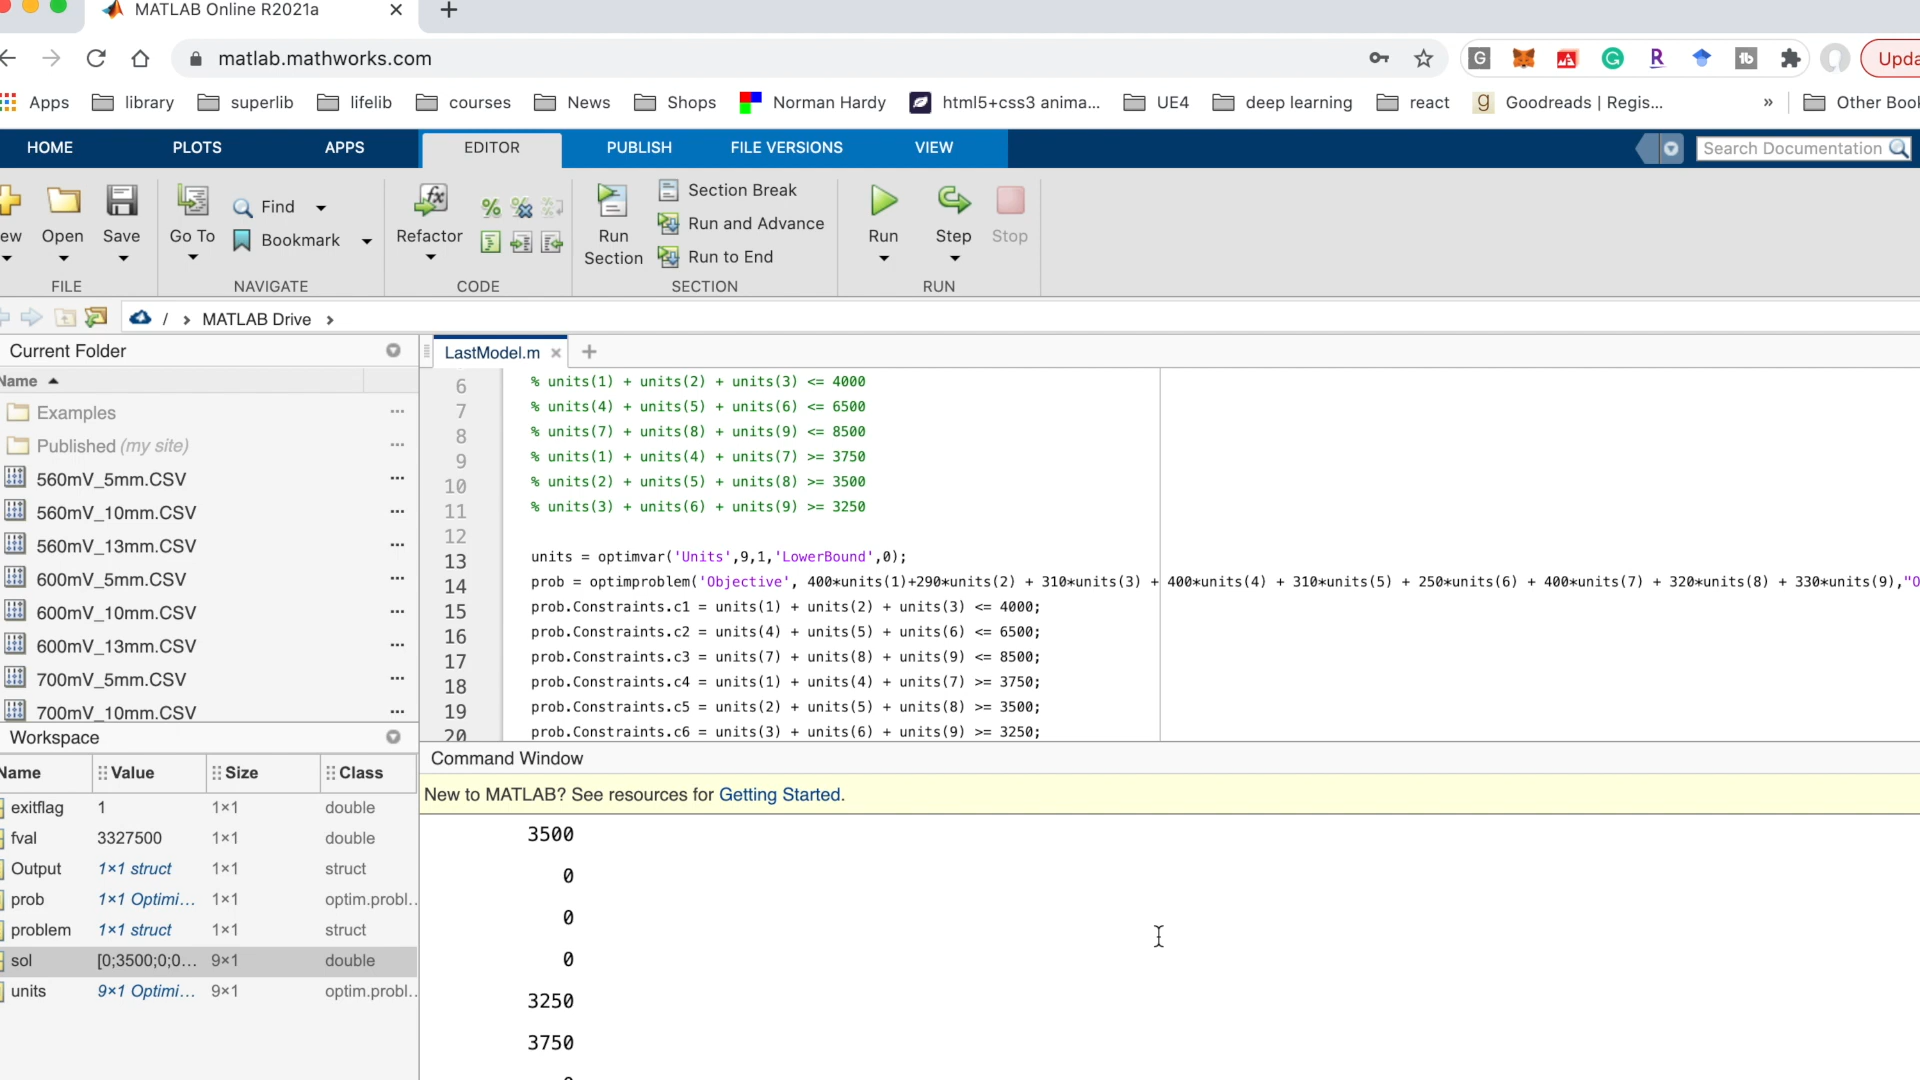 MATLAB Online R2021a
matlab.mathworks.com
Upda
Apps library superlib lifelib courses News Shops Norman Hardy html5+css3 anima... UE4 deep learning react Goodreads | Regis... » Other Book
HOME PLOTS APPS EDITOR PUBLISH FILE VERSIONS VIEW Search Documentation
ew Open Save Go To Find Bookmark Refactor Run Section Section Break Run and Advance Run to End Run Step Stop
FILE NAVIGATE CODE SECTION RUN
/ › MATLAB Drive ›
Current Folder
Name
Examples
Published (my site)
560mV_5mm.CSV
560mV_10mm.CSV
560mV_13mm.CSV
600mV_5mm.CSV
600mV_10mm.CSV
600mV_13mm.CSV
700mV_5mm.CSV
700mV_10mm.CSV
Workspace
Name Value Size Class
exitflag 1 1×1 double
fval 3327500 1×1 double
Output 1×1 struct 1×1 struct
prob 1×1 Optimi... 1×1 optim.probl...
problem 1×1 struct 1×1 struct
sol [0;3500;0;0... 9×1 double
units 9×1 Optimi... 9×1 optim.probl...
LastModel.m
6 % units(1) + units(2) + units(3) <= 4000
7 % units(4) + units(5) + units(6) <= 6500
8 % units(7) + units(8) + units(9) <= 8500
9 % units(1) + units(4) + units(7) >= 3750
10 % units(2) + units(5) + units(8) >= 3500
11 % units(3) + units(6) + units(9) >= 3250
12
13 units = optimvar('Units',9,1,'LowerBound',0);
14 prob = optimproblem('Objective', 400*units(1)+290*units(2) + 310*units(3) + 400*units(4) + 310*units(5) + 250*units(6) + 400*units(7) + 320*units(8) + 330*units(9),"O
15 prob.Constraints.c1 = units(1) + units(2) + units(3) <= 4000;
16 prob.Constraints.c2 = units(4) + units(5) + units(6) <= 6500;
17 prob.Constraints.c3 = units(7) + units(8) + units(9) <= 8500;
18 prob.Constraints.c4 = units(1) + units(4) + units(7) >= 3750;
19 prob.Constraints.c5 = units(2) + units(5) + units(8) >= 3500;
20 prob.Constraints.c6 = units(3) + units(6) + units(9) >= 3250;
Command Window
New to MATLAB? See resources for Getting Started.
3500
0
0
0
3250
3750